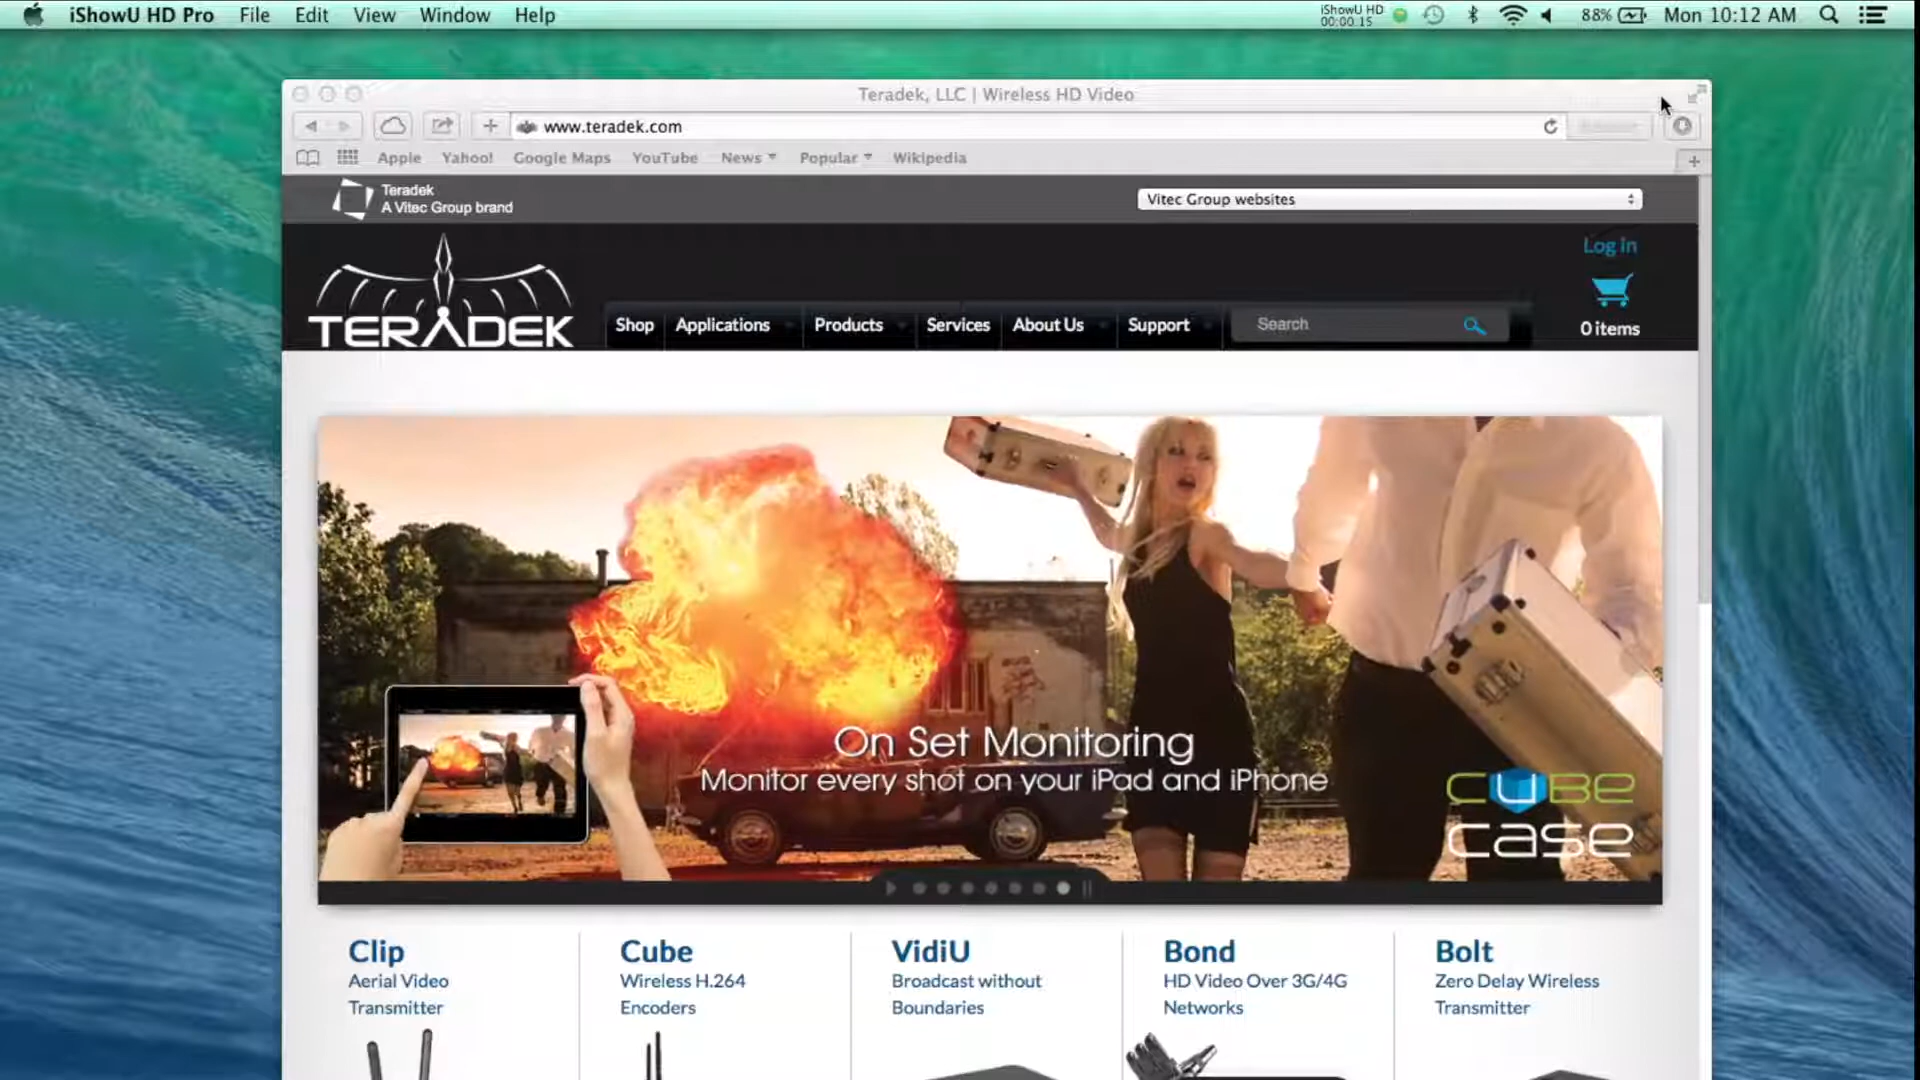 iShowU HD Pro File Edit View Window Help
iShowU HD
00:00:15
88% Mon 10:12 AM
Teradek, LLC | Wireless HD Video
www.teradek.com
Apple Yahoo! Google Maps YouTube News Popular Wikipedia
Teradek
A Vitec Group brand
Vitec Group websites
Log in
TERADEK
Shop Applications Products Services About Us Support Search
0 items
On Set Monitoring
Monitor every shot on your iPad and iPhone
CUBE
case
Clip
Aerial Video
Transmitter
Cube
Wireless H.264
Encoders
VidiU
Broadcast without
Boundaries
Bond
HD Video Over 3G/4G
Networks
Bolt
Zero Delay Wireless
Transmitter